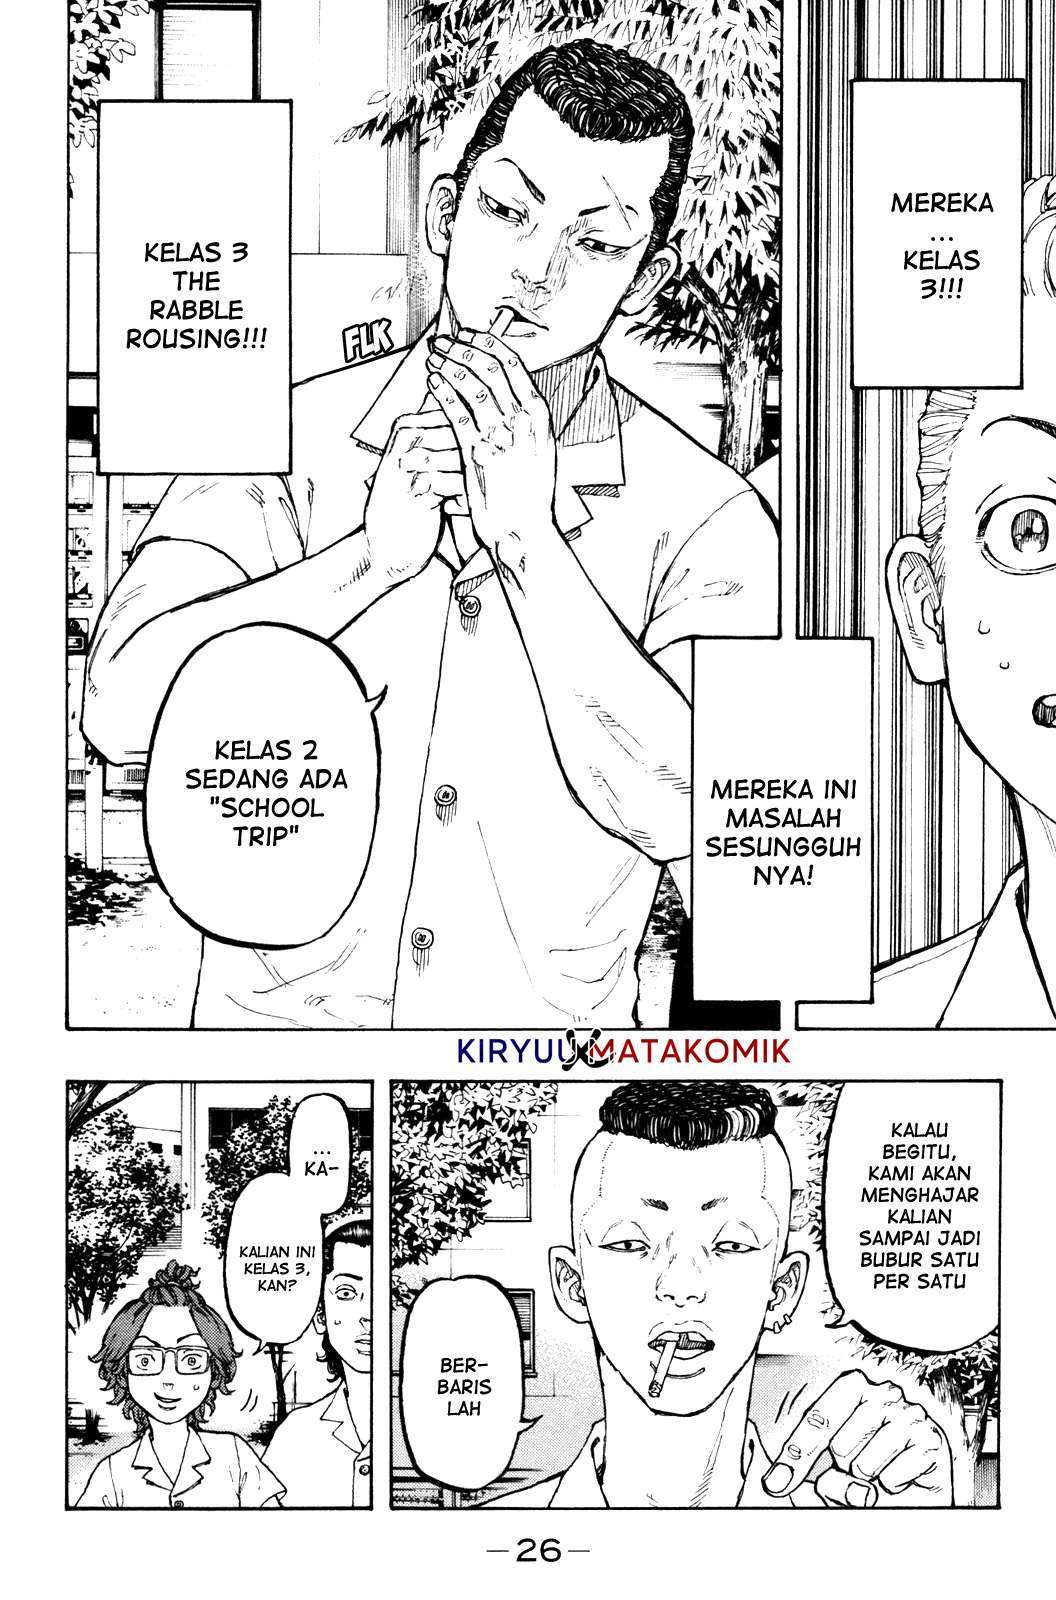 MEREKA
...
KELAS
3!!!
KELAS 3
THE
RABBLE
ROUSING!!!
FLK
MEREKA INI
MASALAH
SESUNGGUH
NYA!
KELAS 2
SEDANG ADA
"SCHOOL
TRIP"
KIRYUU X MATAKOMIK
KALAU
BEGITU,
KAMI AKAN
MENGHAJAR
KALIAN
SAMPAI JADI
BUBUR SATU
PER SATU
BER-
BARIS
LAH
...
KA-
KALIAN INI
KELAS 3,
KAN?
—26—